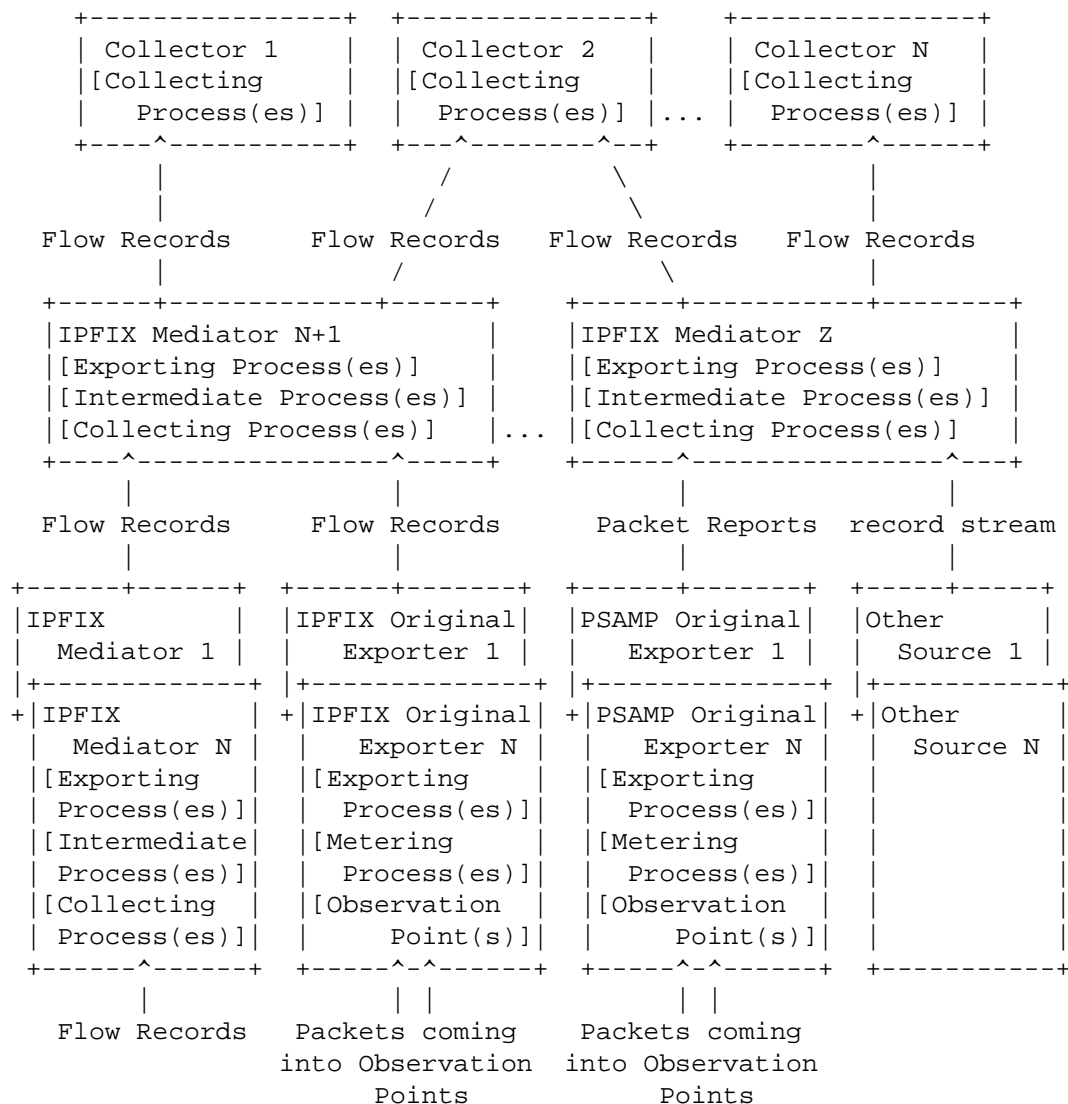 Collector 1 Collector 2 Collector N
[Collecting [Collecting [Collecting
Process(es)] Process(es)] ... Process(es)]
Flow Records Flow Records Flow Records Flow Records
IPFIX Mediator N+1 IPFIX Mediator Z
[Exporting Process(es)] [Exporting Process(es)]
[Intermediate Process(es)] [Intermediate Process(es)]
[Collecting Process(es)] ... [Collecting Process(es)]
Flow Records Flow Records Packet Reports record stream
IPFIX IPFIX Original PSAMP Original Other
Mediator 1 Exporter 1 Exporter 1 Source 1
IPFIX IPFIX Original PSAMP Original Other
Mediator N Exporter N Exporter N Source N
[Exporting [Exporting [Exporting
Process(es)] Process(es)] Process(es)]
[Intermediate [Metering [Metering
Process(es)] Process(es)] Process(es)]
[Collecting [Observation [Observation
Process(es)] Point(s)] Point(s)]
Flow Records Packets coming Packets coming
into Observation into Observation
Points Points